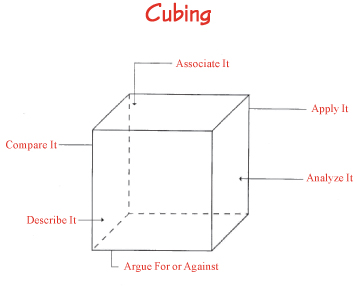 Cubing
Associate It
Apply It
Compare It
Analyze It
Describe It
Argue For or Against